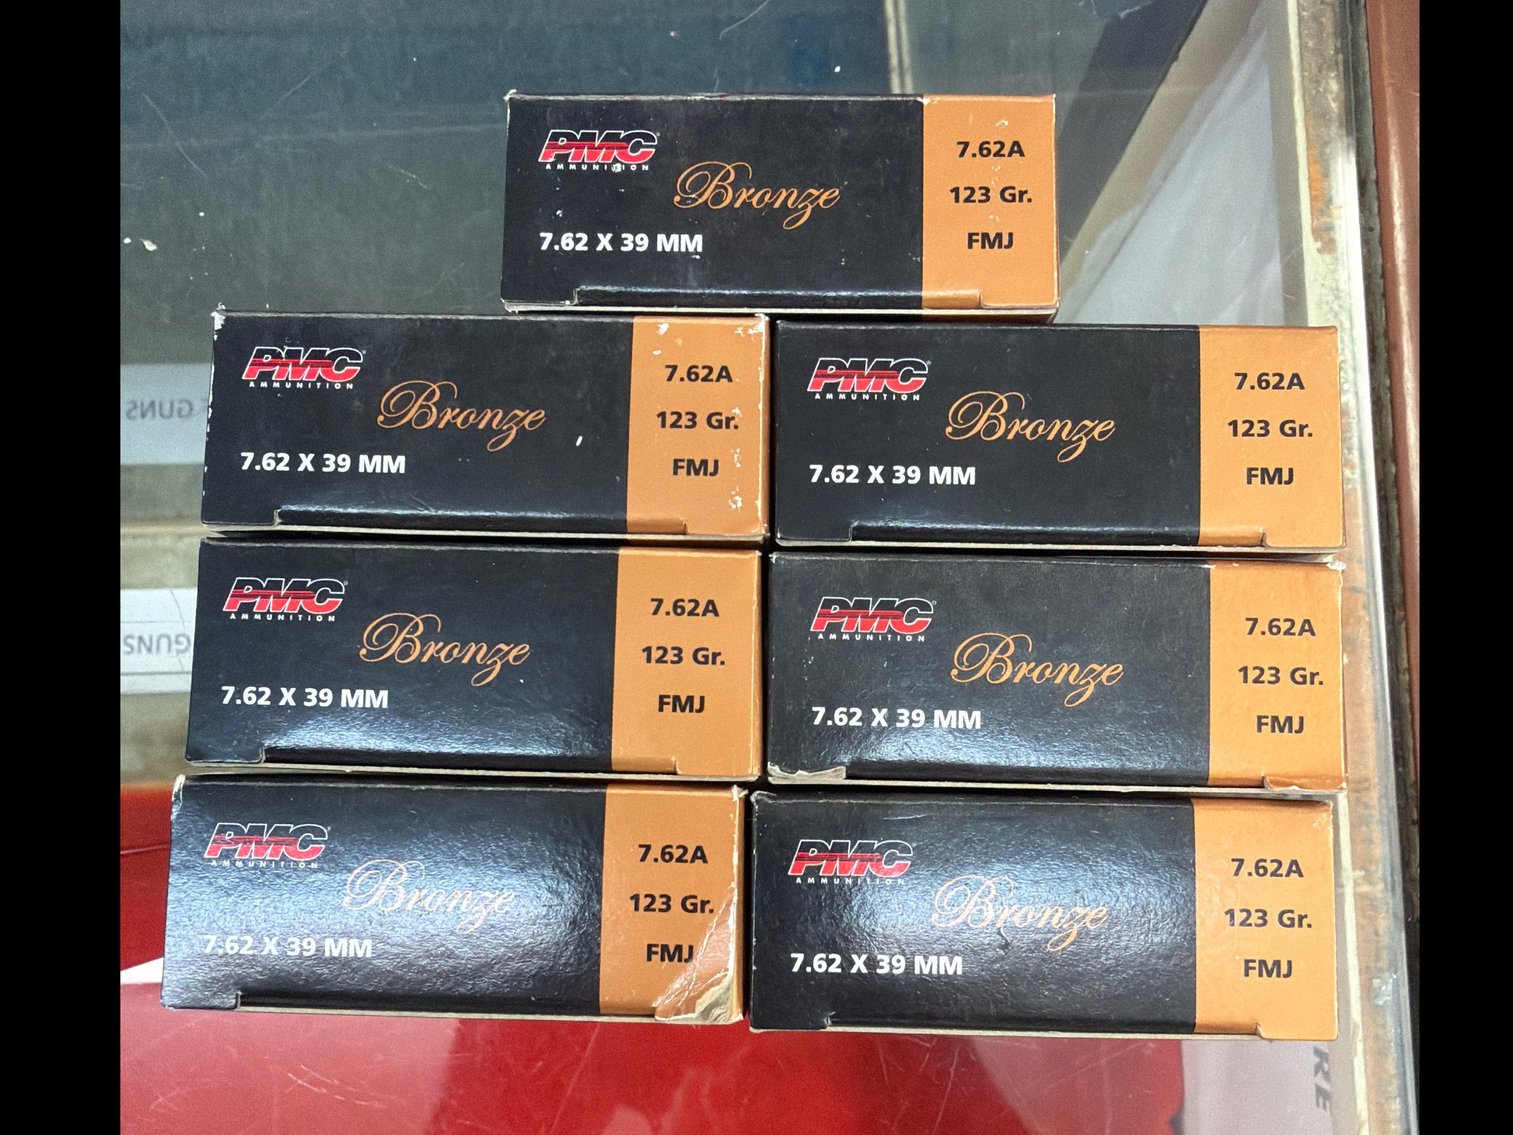 PMC
AMMUNITION
Bronze
7.62 X 39 MM
7.62A
123 Gr.
FMJ
PMC
AMMUNITION
Bronze
7.62 X 39 MM
7.62A
123 Gr.
FMJ
PMC
AMMUNITION
Bronze
7.62 X 39 MM
7.62A
123 Gr.
FMJ
PMC
AMMUNITION
Bronze
7.62 X 39 MM
7.62A
123 Gr.
FMJ
PMC
AMMUNITION
Bronze
7.62 X 39 MM
7.62A
123 Gr.
FMJ
PMC
AMMUNITION
Bronze
7.62 X 39 MM
7.62A
123 Gr.
FMJ
PMC
AMMUNITION
Bronze
7.62 X 39 MM
7.62A
123 Gr.
FMJ
GUNS
GUNS